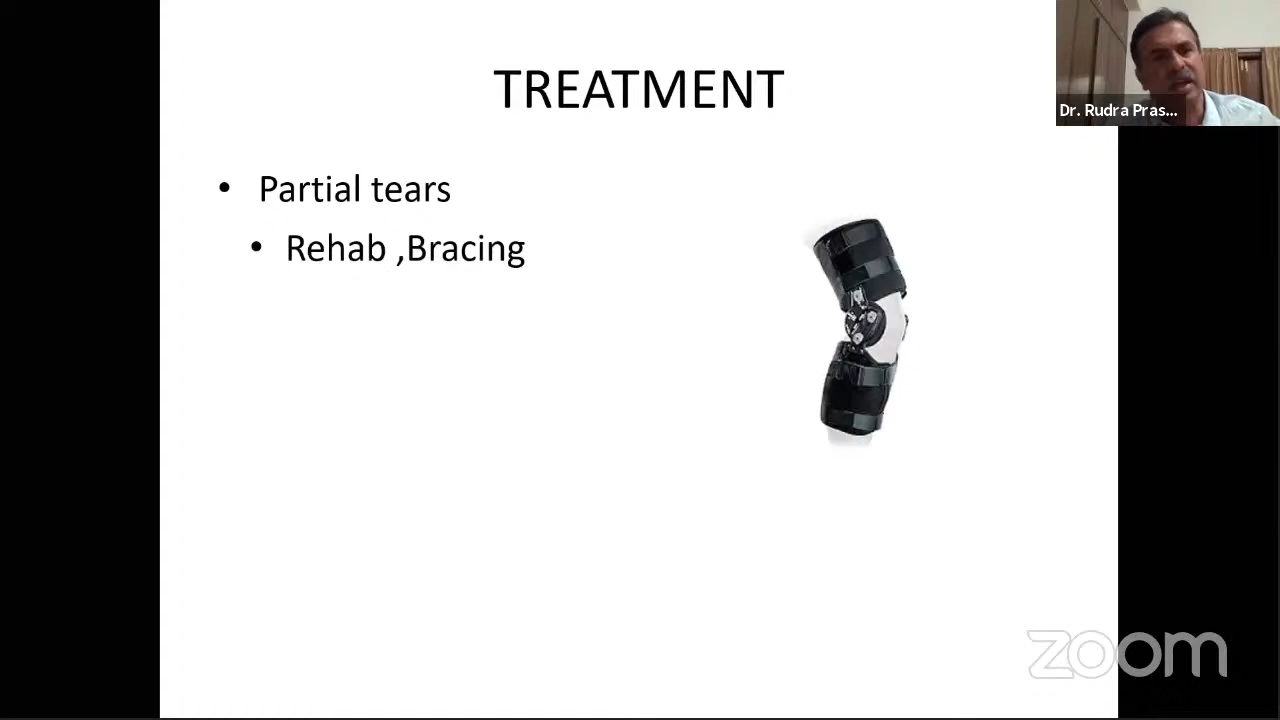 TREATMENT
Dr. Rudra Pras...
• Partial tears
• Rehab ,Bracing
zoom